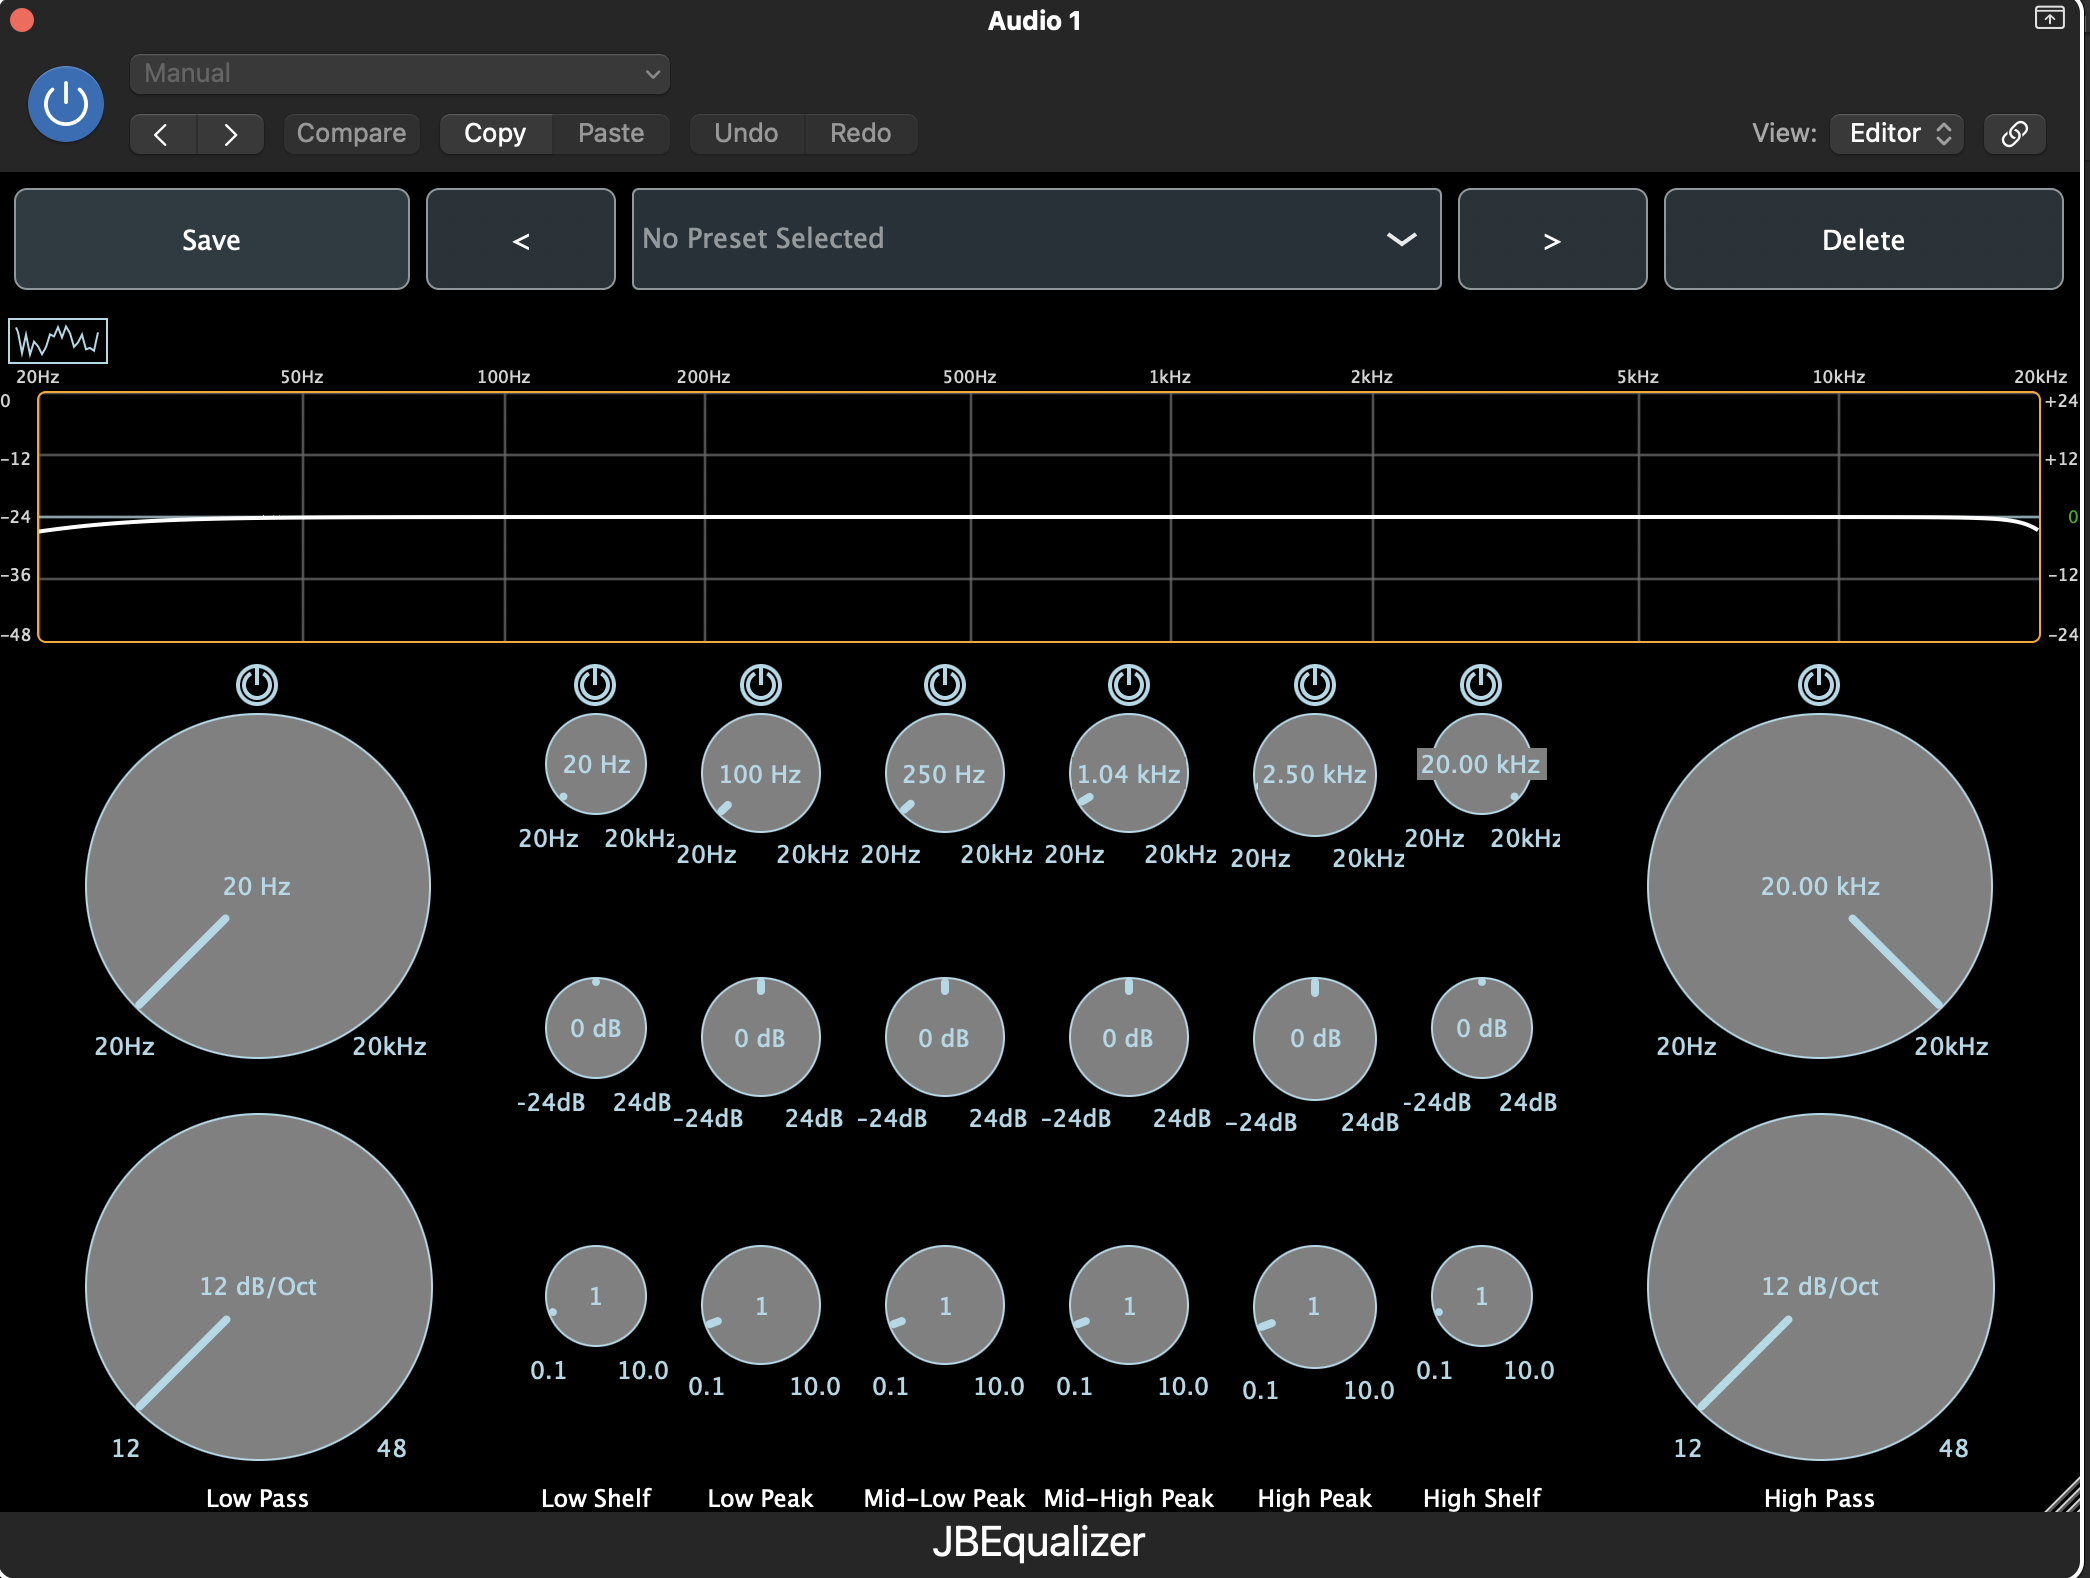 Audio 1
Manual
Compare Copy Paste Undo Redo View: Editor
Save < No Preset Selected > Delete
20Hz 50Hz 100Hz 200Hz 500Hz 1kHz 2kHz 5kHz 10kHz 20kHz
0 +24
-12 +12
-24 0
-36 -12
-48 -24
20 Hz 100 Hz 250 Hz 1.04 kHz 2.50 kHz 20.00 kHz
20Hz 20kHz 20Hz 20kHz 20Hz 20kHz 20Hz 20kHz 20Hz 20kHz 20Hz 20kHz
20 Hz 20.00 kHz
20Hz 20kHz 20Hz 20kHz
0 dB 0 dB 0 dB 0 dB 0 dB 0 dB
-24dB 24dB -24dB 24dB -24dB 24dB -24dB 24dB -24dB 24dB -24dB 24dB
12 dB/Oct 1 1 1 1 1 1 12 dB/Oct
0.1 10.0 0.1 10.0 0.1 10.0 0.1 10.0 0.1 10.0 0.1 10.0
12 48 12 48
Low Pass Low Shelf Low Peak Mid-Low Peak Mid-High Peak High Peak High Shelf High Pass
JBEqualizer